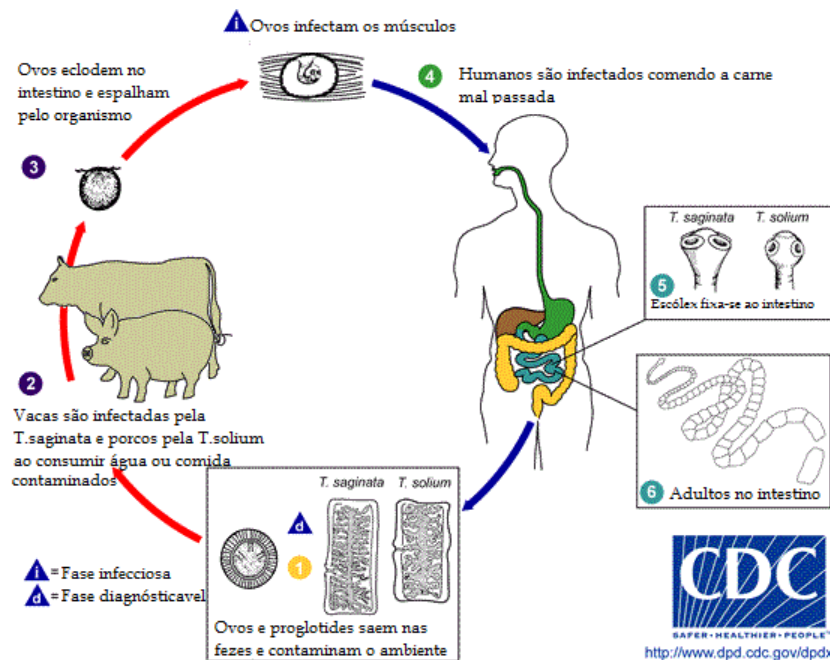 i Ovos infectam os músculos
Ovos eclodem no
intestino e espalham
pelo organismo
3
4 Humanos são infectados comendo a carne
mal passada
T. saginata T. solium
5
Escólex fixa-se ao intestino
6 Adultos no intestino
2
Vacas são infectadas pela
T.saginata e porcos pela T.solium
ao consumir água ou comida
contaminados
T. saginata T. solium
d
1
Ovos e proglotides saem nas
fezes e contaminam o ambiente
i = Fase infecciosa
d = Fase diagnósticavel
CDC
SAFER•HEALTHIER•PEOPLE™
http://www.dpd.cdc.gov/dpdx